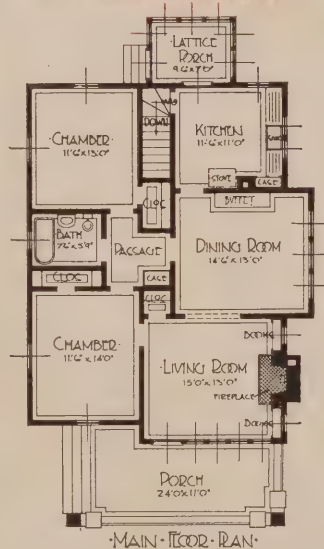 LATTICE
PORCH
9'-6"x7'0"
UP
DOWN
KITCHEN
11'-6"x11'0"
CHAMBER
11'6"x13'0"
STOVE
CASE
BUFFET
CLOS
BATH
7'6"x5'9"
PASSAGE
DINING ROOM
14'6"x13'0"
CLOS
CASE
CLOS
CHAMBER
11'6"x14'0"
BOOKCASE
LIVING ROOM
15'0"x13'0"
FIREPLACE
BOOKCASE
PORCH
24'0"x11'0"
·MAIN·FLOOR·PLAN·